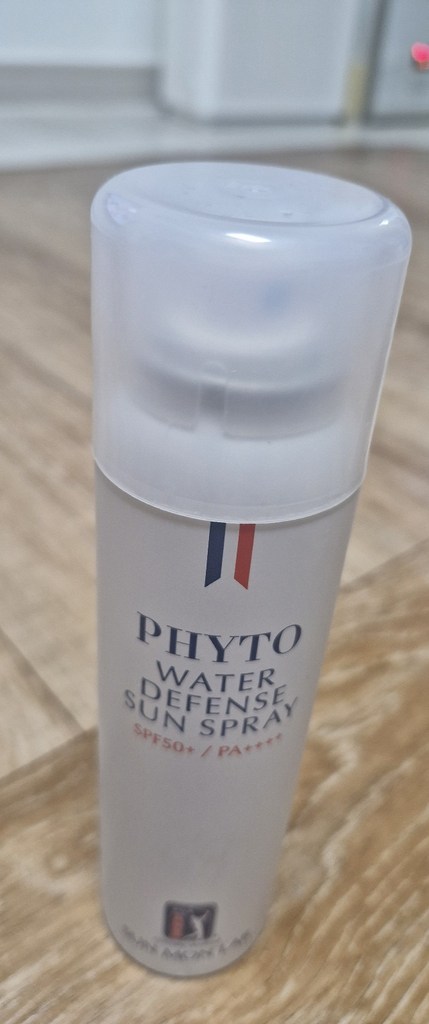 PHYTO
WATER
DEFENSE
SUN SPRAY
SPF50+ / PA++++